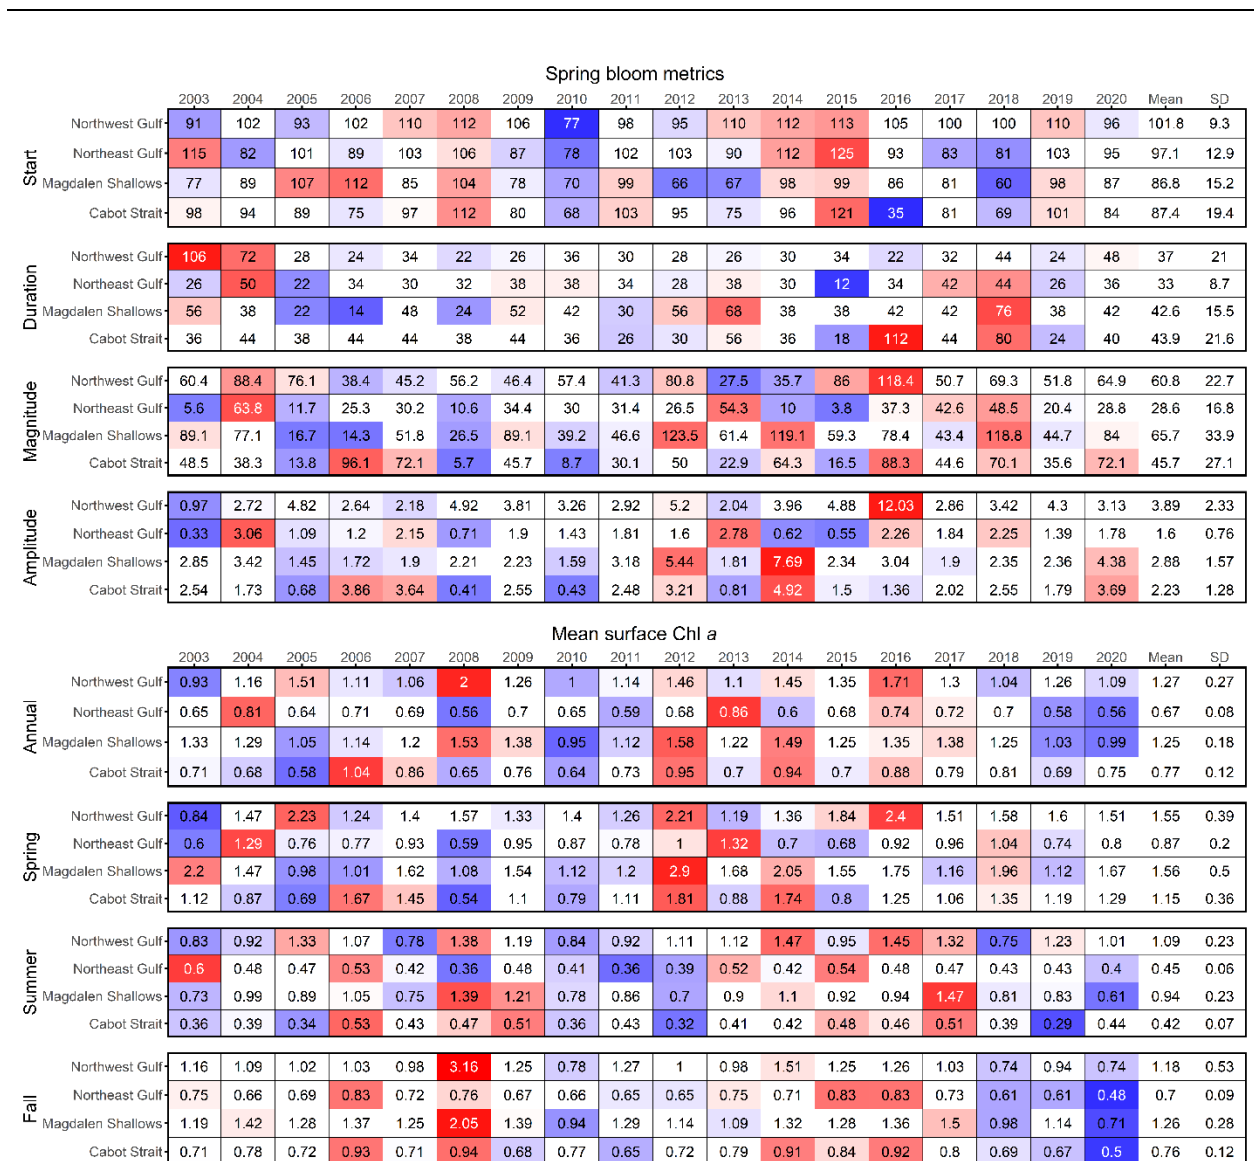 Spring bloom metrics
2003 2004 2005 2006 2007 2008 2009 2010 2011 2012 2013 2014 2015 2016 2017 2018 2019 2020 Mean SD
Start
Northwest Gulf 91 102 93 102 110 112 106 77 98 95 110 112 113 105 100 100 110 96 101.8 9.3
Northeast Gulf 115 82 101 89 103 106 87 78 102 103 90 112 125 93 83 81 103 95 97.1 12.9
Magdalen Shallows 77 89 107 112 85 104 78 70 99 66 67 98 99 86 81 60 98 87 86.8 15.2
Cabot Strait 98 94 89 75 97 112 80 68 103 95 75 96 121 35 81 69 101 84 87.4 19.4
Duration
Northwest Gulf 106 72 28 24 34 22 26 36 30 28 26 30 34 22 32 44 24 48 37 21
Northeast Gulf 26 50 22 34 30 32 38 38 34 28 38 30 12 34 42 44 26 36 33 8.7
Magdalen Shallows 56 38 22 14 48 24 52 42 30 56 68 38 38 42 42 76 38 42 42.6 15.5
Cabot Strait 36 44 38 44 44 38 44 36 26 30 56 36 18 112 44 80 24 40 43.9 21.6
Magnitude
Northwest Gulf 60.4 88.4 76.1 38.4 45.2 56.2 46.4 57.4 41.3 80.8 27.5 35.7 86 118.4 50.7 69.3 51.8 64.9 60.8 22.7
Northeast Gulf 5.6 63.8 11.7 25.3 30.2 10.6 34.4 30 31.4 26.5 54.3 10 3.8 37.3 42.6 48.5 20.4 28.8 28.6 16.8
Magdalen Shallows 89.1 77.1 16.7 14.3 51.8 26.5 89.1 39.2 46.6 123.5 61.4 119.1 59.3 78.4 43.4 118.8 44.7 84 65.7 33.9
Cabot Strait 48.5 38.3 13.8 96.1 72.1 5.7 45.7 8.7 30.1 50 22.9 64.3 16.5 88.3 44.6 70.1 35.6 72.1 45.7 27.1
Amplitude
Northwest Gulf 0.97 2.72 4.82 2.64 2.18 4.92 3.81 3.26 2.92 5.2 2.04 3.96 4.88 12.03 2.86 3.42 4.3 3.13 3.89 2.33
Northeast Gulf 0.33 3.06 1.09 1.2 2.15 0.71 1.9 1.43 1.81 1.6 2.78 0.62 0.55 2.26 1.84 2.25 1.39 1.78 1.6 0.76
Magdalen Shallows 2.85 3.42 1.45 1.72 1.9 2.21 2.23 1.59 3.18 5.44 1.81 7.69 2.34 3.04 1.9 2.35 2.36 4.38 2.88 1.57
Cabot Strait 2.54 1.73 0.68 3.86 3.64 0.41 2.55 0.43 2.48 3.21 0.81 4.92 1.5 1.36 2.02 2.55 1.79 3.69 2.23 1.28
Mean surface Chl a
2003 2004 2005 2006 2007 2008 2009 2010 2011 2012 2013 2014 2015 2016 2017 2018 2019 2020 Mean SD
Annual
Northwest Gulf 0.93 1.16 1.51 1.11 1.06 2 1.26 1 1.14 1.46 1.1 1.45 1.35 1.71 1.3 1.04 1.26 1.09 1.27 0.27
Northeast Gulf 0.65 0.81 0.64 0.71 0.69 0.56 0.7 0.65 0.59 0.68 0.86 0.6 0.68 0.74 0.72 0.7 0.58 0.56 0.67 0.08
Magdalen Shallows 1.33 1.29 1.05 1.14 1.2 1.53 1.38 0.95 1.12 1.58 1.22 1.49 1.25 1.35 1.38 1.25 1.03 0.99 1.25 0.18
Cabot Strait 0.71 0.68 0.58 1.04 0.86 0.65 0.76 0.64 0.73 0.95 0.7 0.94 0.7 0.88 0.79 0.81 0.69 0.75 0.77 0.12
Spring
Northwest Gulf 0.84 1.47 2.23 1.24 1.4 1.57 1.33 1.4 1.26 2.21 1.19 1.36 1.84 2.4 1.51 1.58 1.6 1.51 1.55 0.39
Northeast Gulf 0.6 1.29 0.76 0.77 0.93 0.59 0.95 0.87 0.78 1 1.32 0.7 0.68 0.92 0.96 1.04 0.74 0.8 0.87 0.2
Magdalen Shallows 2.2 1.47 0.98 1.01 1.62 1.08 1.54 1.12 1.2 2.9 1.68 2.05 1.55 1.75 1.16 1.96 1.12 1.67 1.56 0.5
Cabot Strait 1.12 0.87 0.69 1.67 1.45 0.54 1.1 0.79 1.11 1.81 0.88 1.74 0.8 1.25 1.06 1.35 1.19 1.29 1.15 0.36
Summer
Northwest Gulf 0.83 0.92 1.33 1.07 0.78 1.38 1.19 0.84 0.92 1.11 1.12 1.47 0.95 1.45 1.32 0.75 1.23 1.01 1.09 0.23
Northeast Gulf 0.6 0.48 0.47 0.53 0.42 0.36 0.48 0.41 0.36 0.39 0.52 0.42 0.54 0.48 0.47 0.43 0.43 0.4 0.45 0.06
Magdalen Shallows 0.73 0.99 0.89 1.05 0.75 1.39 1.21 0.78 0.86 0.7 0.9 1.1 0.92 0.94 1.47 0.81 0.83 0.61 0.94 0.23
Cabot Strait 0.36 0.39 0.34 0.53 0.43 0.47 0.51 0.36 0.43 0.32 0.41 0.42 0.48 0.46 0.51 0.39 0.29 0.44 0.42 0.07
Fall
Northwest Gulf 1.16 1.09 1.02 1.03 0.98 3.16 1.25 0.78 1.27 1 0.98 1.51 1.25 1.26 1.03 0.74 0.94 0.74 1.18 0.53
Northeast Gulf 0.75 0.66 0.69 0.83 0.72 0.76 0.67 0.66 0.65 0.65 0.75 0.71 0.83 0.83 0.73 0.61 0.61 0.48 0.7 0.09
Magdalen Shallows 1.19 1.42 1.28 1.37 1.25 2.05 1.39 0.94 1.29 1.14 1.09 1.32 1.28 1.36 1.5 0.98 1.14 0.71 1.26 0.28
Cabot Strait 0.71 0.78 0.72 0.93 0.71 0.94 0.68 0.77 0.65 0.72 0.79 0.91 0.84 0.92 0.8 0.69 0.67 0.5 0.76 0.12